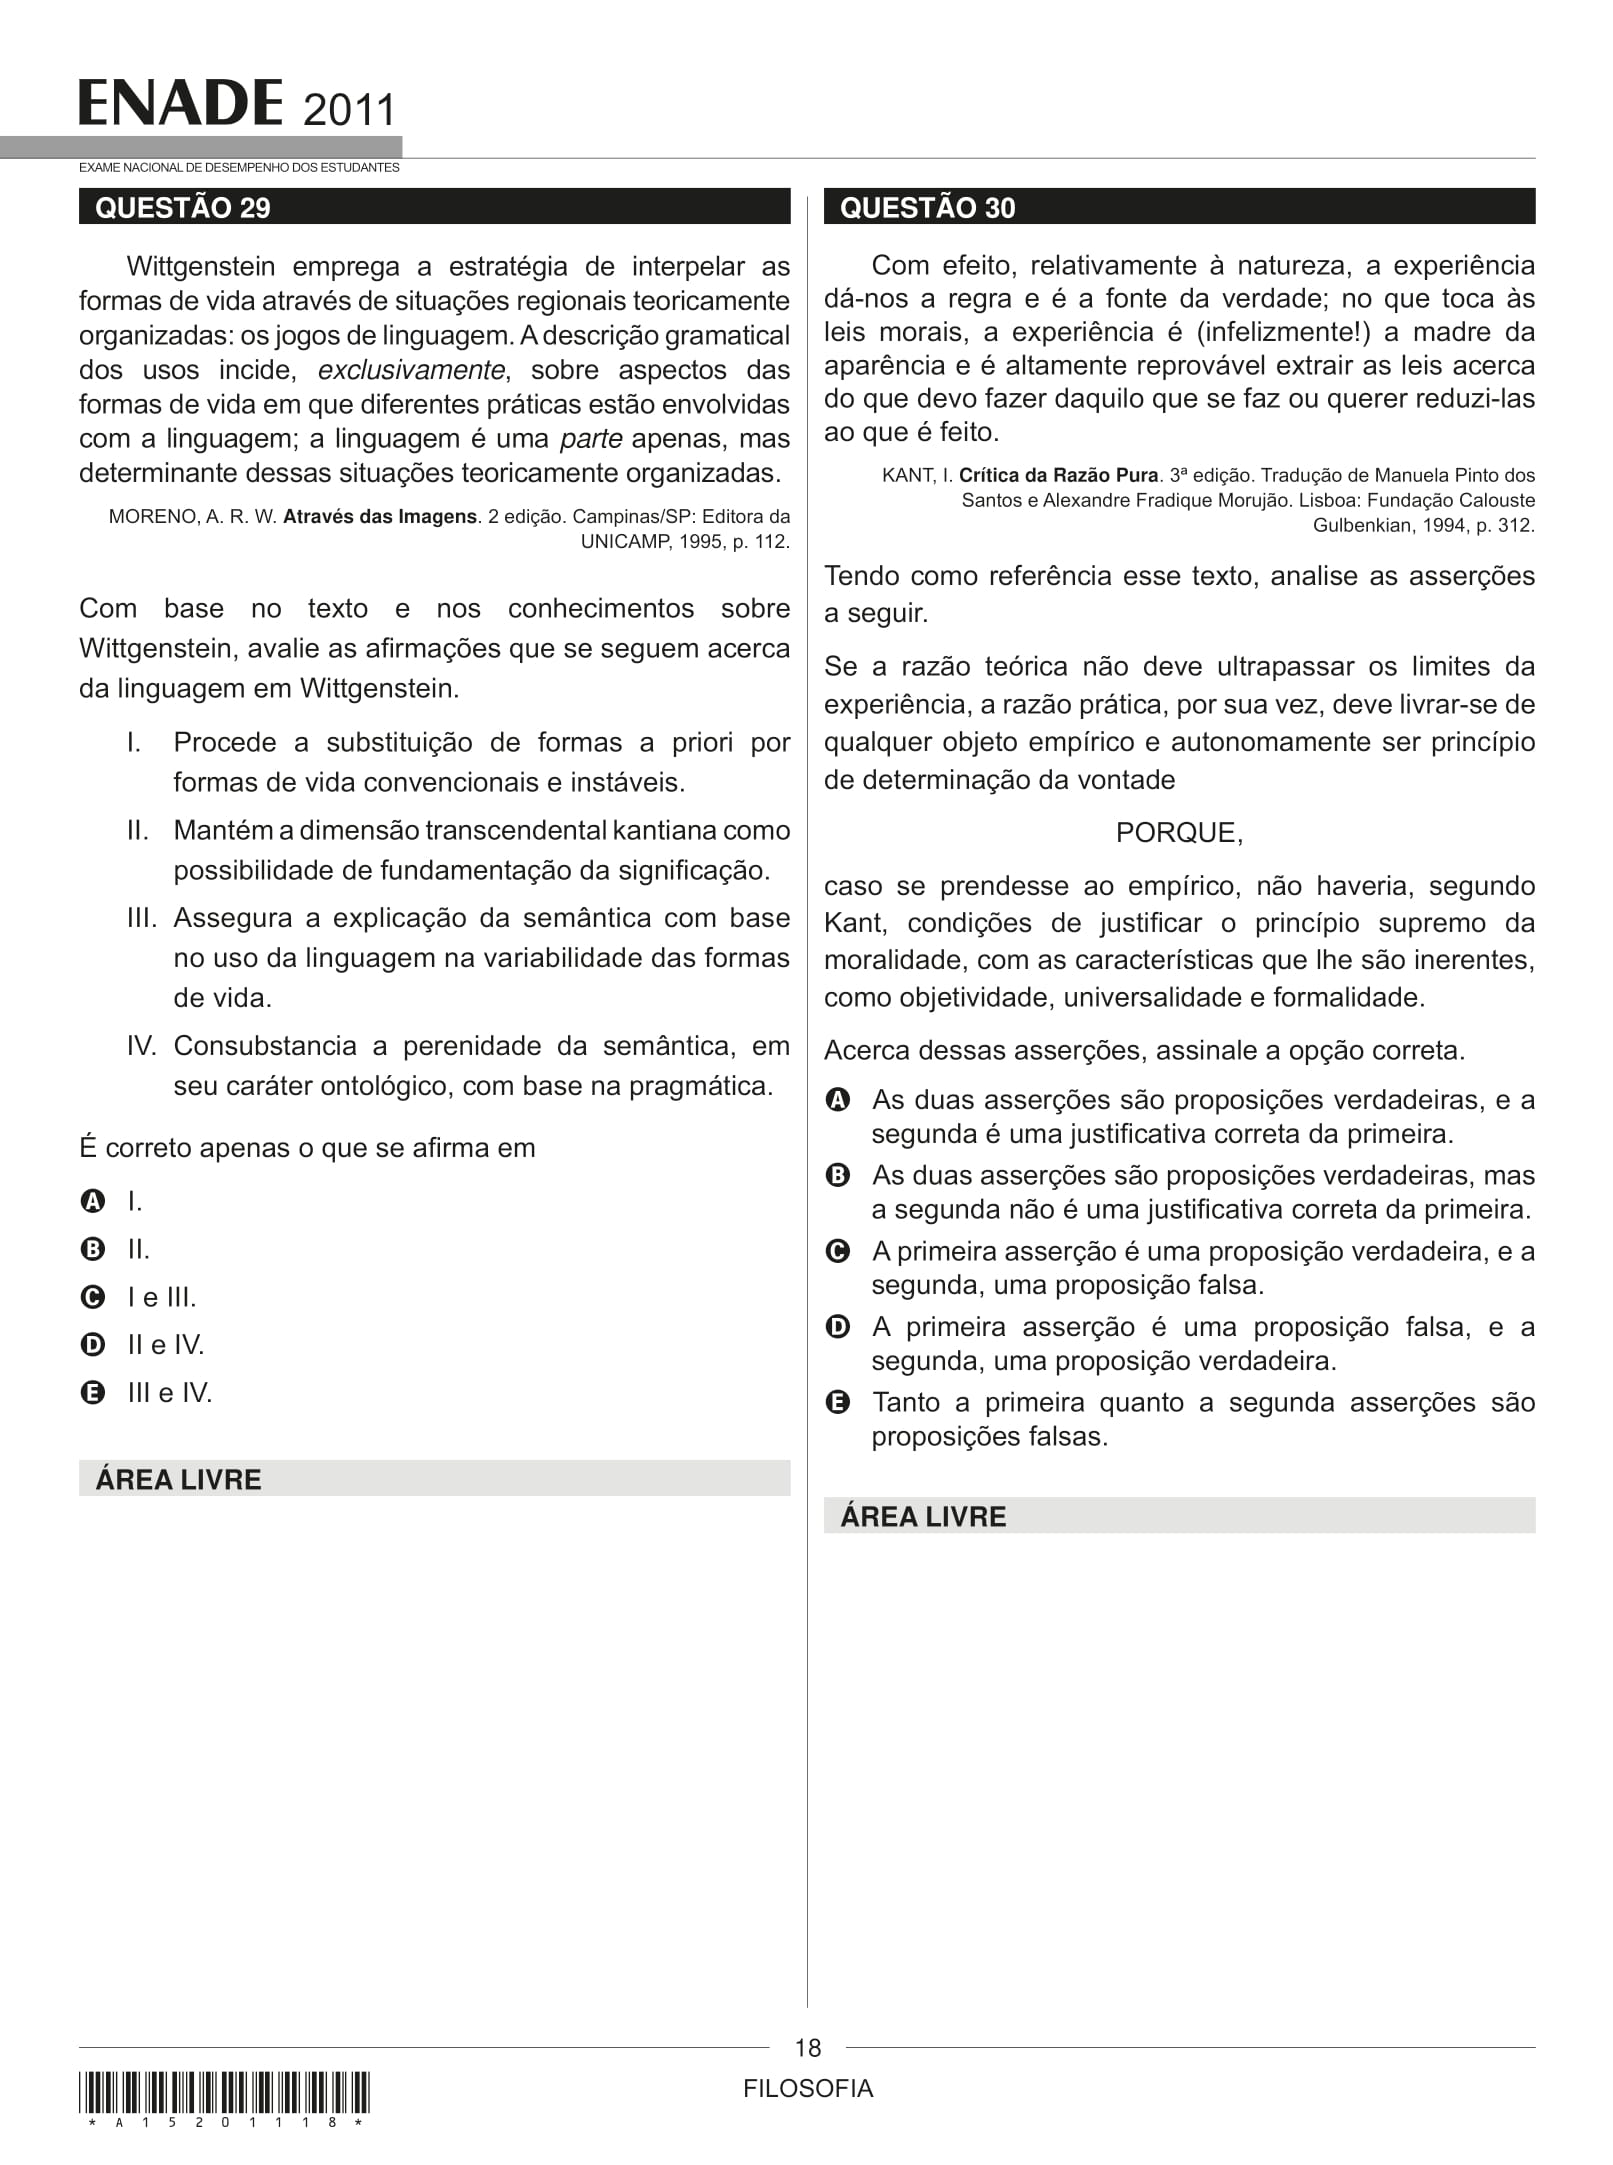 ENADE 2011
EXAME NACIONAL DE DESEMPENHO DOS ESTUDANTES
QUESTÃO 29
Wittgenstein emprega a estratégia de interpelar as
formas de vida através de situações regionais teoricamente
organizadas: os jogos de linguagem. A descrição gramatical
dos usos incide, exclusivamente, sobre aspectos das
formas de vida em que diferentes práticas estão envolvidas
com a linguagem; a linguagem é uma parte apenas, mas
determinante dessas situações teoricamente organizadas.
MORENO, A. R. W. Através das Imagens. 2 edição. Campinas/SP: Editora da
UNICAMP, 1995, p. 112.
Com base no texto e nos conhecimentos sobre
Wittgenstein, avalie as afirmações que se seguem acerca
da linguagem em Wittgenstein.
I. Procede a substituição de formas a priori por
formas de vida convencionais e instáveis.
II. Mantém a dimensão transcendental kantiana como
possibilidade de fundamentação da significação.
III. Assegura a explicação da semântica com base
no uso da linguagem na variabilidade das formas
de vida.
IV. Consubstancia a perenidade da semântica, em
seu caráter ontológico, com base na pragmática.
É correto apenas o que se afirma em
A I.
B II.
C I e III.
D II e IV.
E III e IV.
ÁREA LIVRE
QUESTÃO 30
Com efeito, relativamente à natureza, a experiência
dá-nos a regra e é a fonte da verdade; no que toca às
leis morais, a experiência é (infelizmente!) a madre da
aparência e é altamente reprovável extrair as leis acerca
do que devo fazer daquilo que se faz ou querer reduzi-las
ao que é feito.
KANT, I. Crítica da Razão Pura. 3ª edição. Tradução de Manuela Pinto dos
Santos e Alexandre Fradique Morujão. Lisboa: Fundação Calouste
Gulbenkian, 1994, p. 312.
Tendo como referência esse texto, analise as asserções
a seguir.
Se a razão teórica não deve ultrapassar os limites da
experiência, a razão prática, por sua vez, deve livrar-se de
qualquer objeto empírico e autonomamente ser princípio
de determinação da vontade
PORQUE,
caso se prendesse ao empírico, não haveria, segundo
Kant, condições de justificar o princípio supremo da
moralidade, com as características que lhe são inerentes,
como objetividade, universalidade e formalidade.
Acerca dessas asserções, assinale a opção correta.
A As duas asserções são proposições verdadeiras, e a
segunda é uma justificativa correta da primeira.
B As duas asserções são proposições verdadeiras, mas
a segunda não é uma justificativa correta da primeira.
C A primeira asserção é uma proposição verdadeira, e a
segunda, uma proposição falsa.
D A primeira asserção é uma proposição falsa, e a
segunda, uma proposição verdadeira.
E Tanto a primeira quanto a segunda asserções são
proposições falsas.
ÁREA LIVRE
18
FILOSOFIA
* A 1 5 2 0 1 1 1 8 *